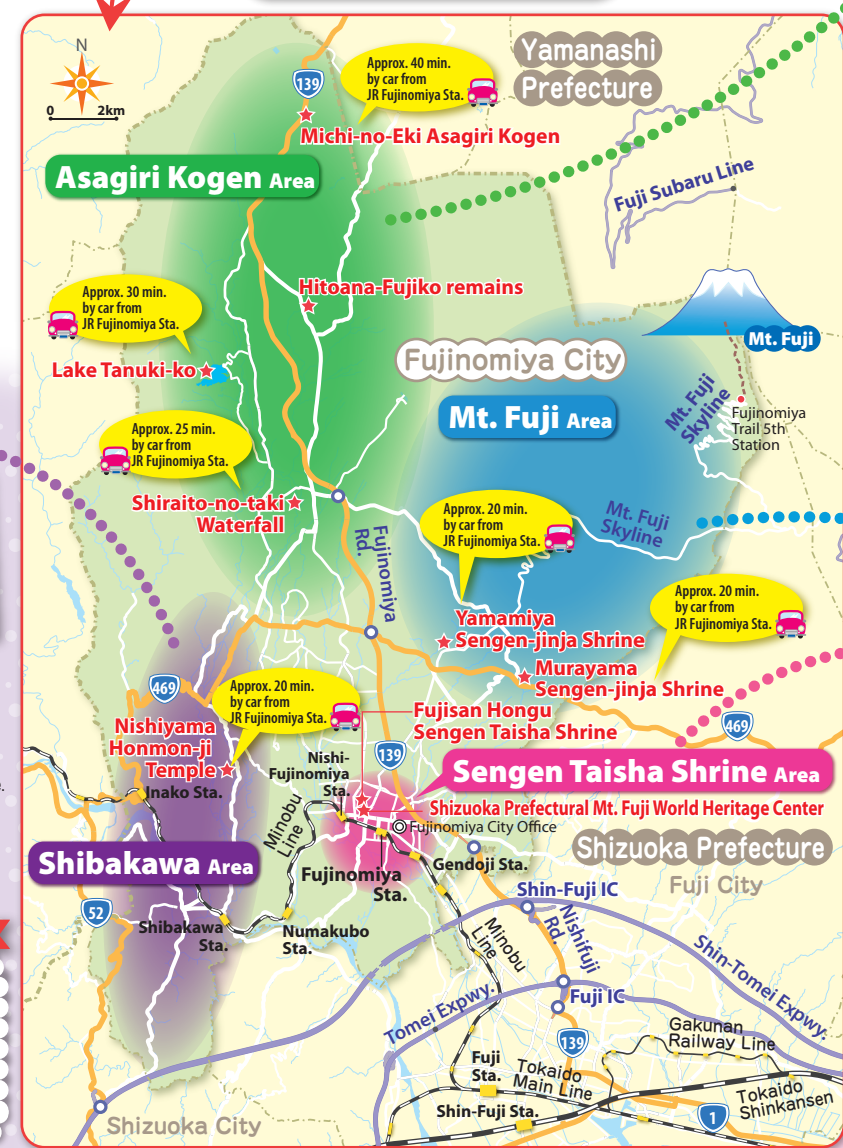 N
0 2km
139
Approx. 40 min.
by car from
JR Fujinomiya Sta.
Yamanashi
Prefecture
Michi-no-Eki Asagiri Kogen
Asagiri Kogen Area
Fuji Subaru Line
Approx. 30 min.
by car from
JR Fujinomiya Sta.
Hitoana-Fujiko remains
Lake Tanuki-ko
Fujinomiya City
Mt. Fuji
Mt. Fuji Area
Mt. Fuji
Skyline
Fujinomiya
Trail 5th
Station
Approx. 25 min.
by car from
JR Fujinomiya Sta.
Shiraito-no-taki
Waterfall
Fujinomiya
Rd.
Approx. 20 min.
by car from
JR Fujinomiya Sta.
Mt. Fuji
Skyline
Approx. 20 min.
by car from
JR Fujinomiya Sta.
Yamamiya
Sengen-jinja Shrine
Murayama
Sengen-jinja Shrine
469
Approx. 20 min.
by car from
JR Fujinomiya Sta.
Fujisan Hongu
Sengen Taisha Shrine
469
Nishiyama
Honmon-ji
Temple
139
Nishi-
Fujinomiya
Sta.
Sengen Taisha Shrine Area
Inako Sta.
Minobu
Line
Shizuoka Prefectural Mt. Fuji World Heritage Center
Fujinomiya City Office
Shizuoka Prefecture
Shibakawa Area
Fujinomiya
Sta.
Gendoji Sta.
Fuji City
Shin-Fuji IC
52
Shibakawa
Sta.
Numakubo
Sta.
Minobu
Line
Nishifuji
Rd.
Shin-Tomei Expwy.
Tomei Expwy.
Fuji IC
139
Gakunan
Railway Line
Fuji
Sta.
Tokaido
Main Line
Shin-Fuji Sta.
Tokaido
Shinkansen
1
Shizuoka City